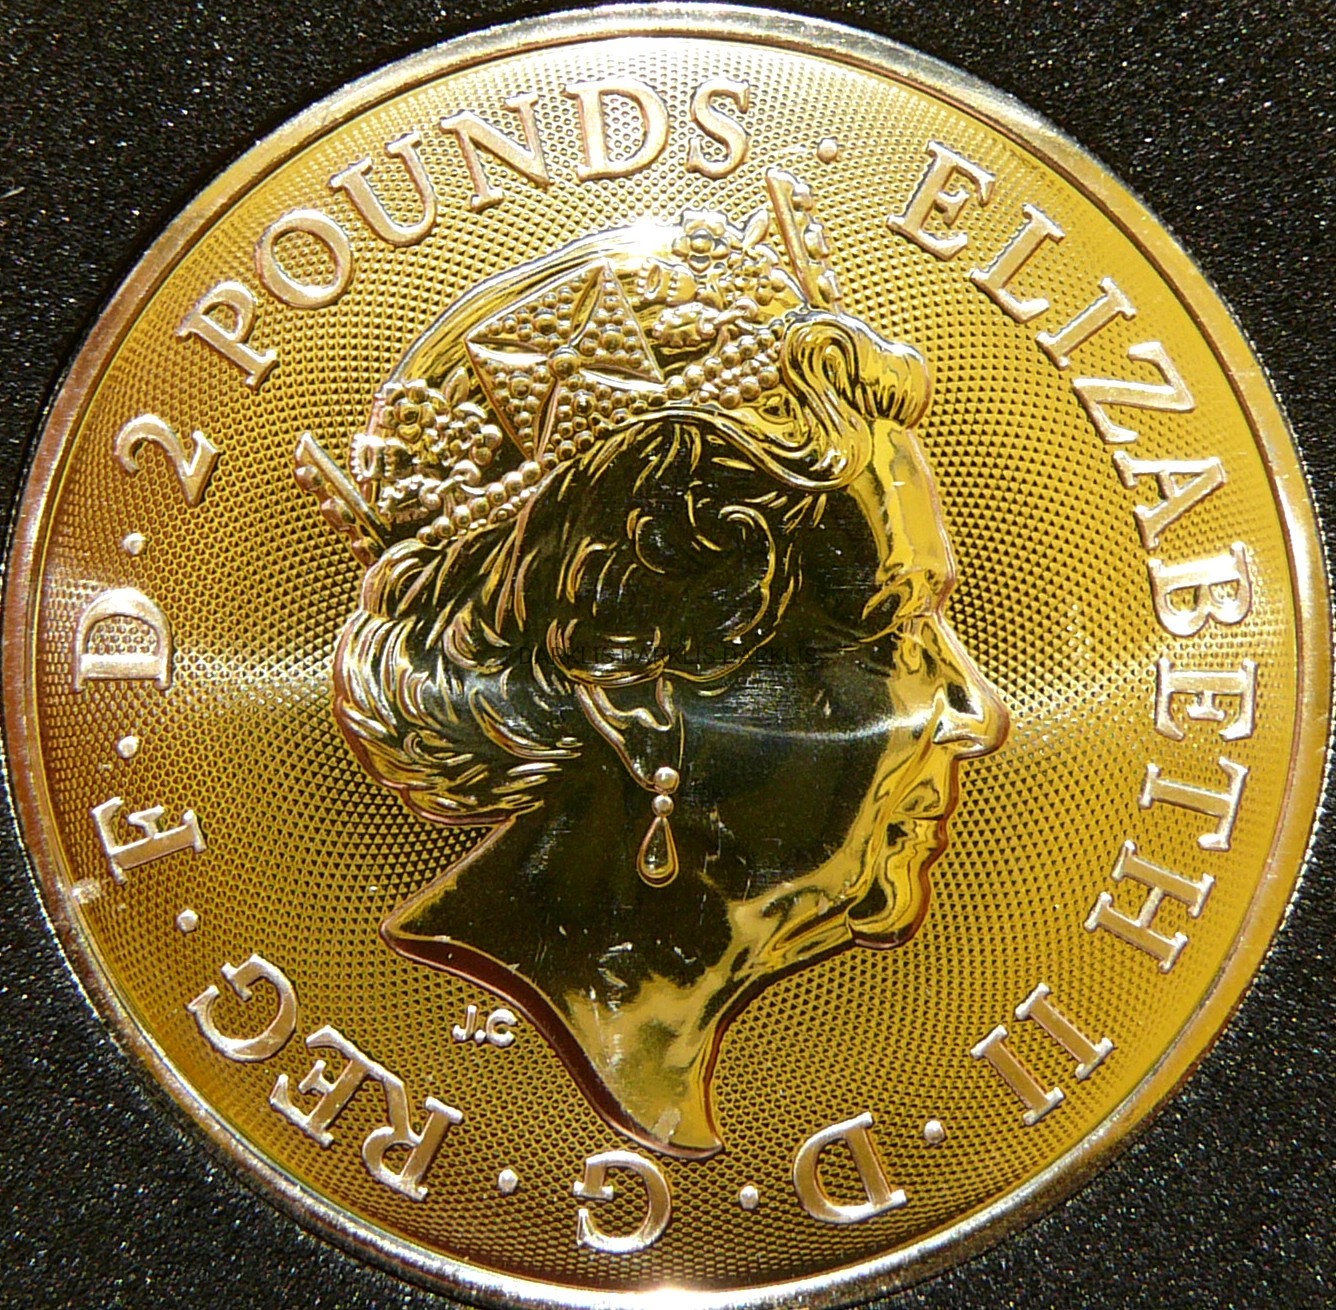 ELIZABETH II · D · G · REG · F · D · 2 POUNDS ·
J.C